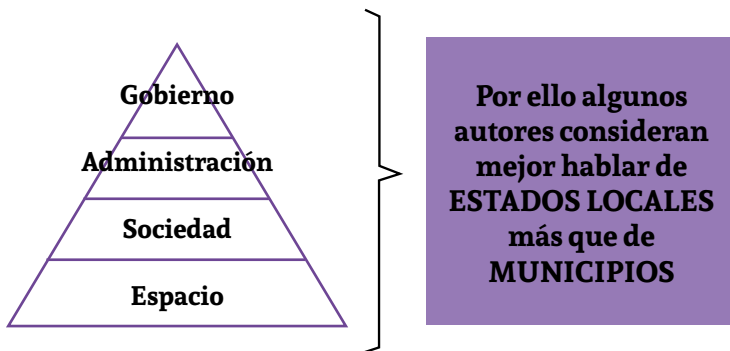 Gobierno
Administración
Sociedad
Espacio
Por ello algunos
autores consideran
mejor hablar de
ESTADOS LOCALES
más que de
MUNICIPIOS